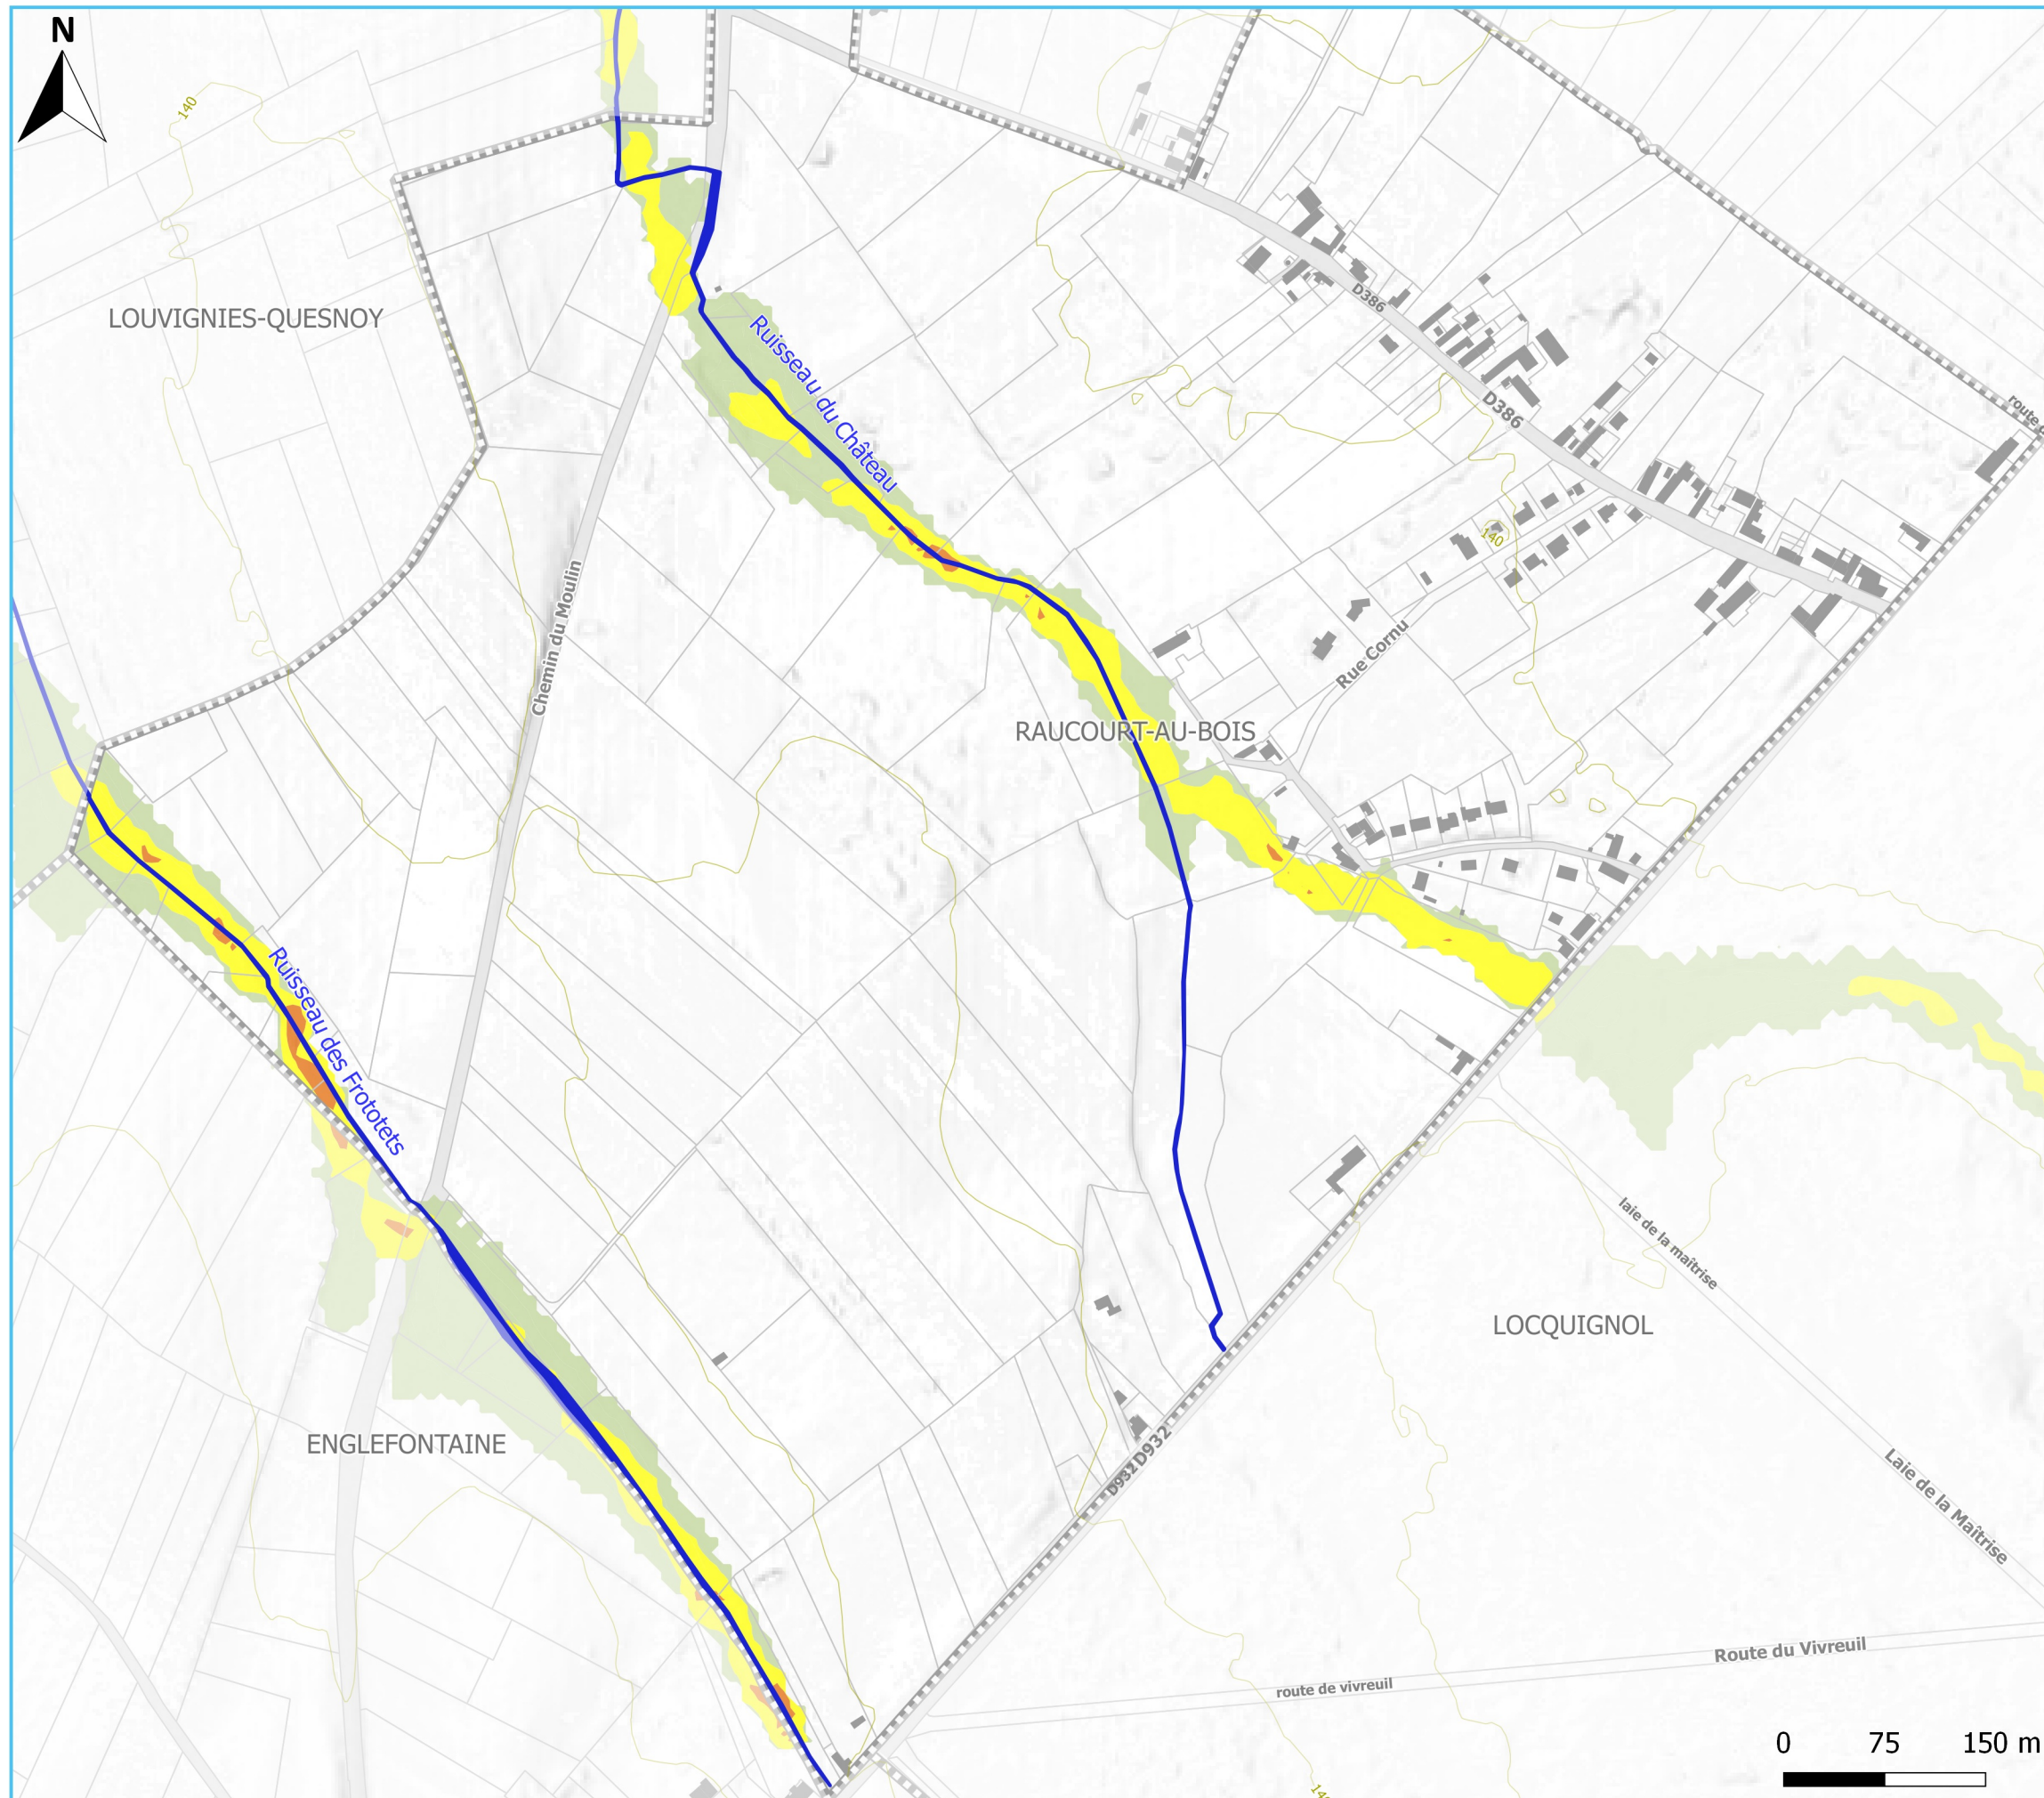 N
140
LOUVIGNIES-QUESNOY
Ruisseau du Château
D386
D386
140
Chemin du Moulin
Rue Cornu
RAUCOURT-AU-BOIS
Ruisseau des Frototets
laie de la maîtrise
LOCQUIGNOL
ENGLEFONTAINE
D932
D932
Laie de la Maîtrise
Route du Vivreuil
route de vivreuil
0 75 150 m